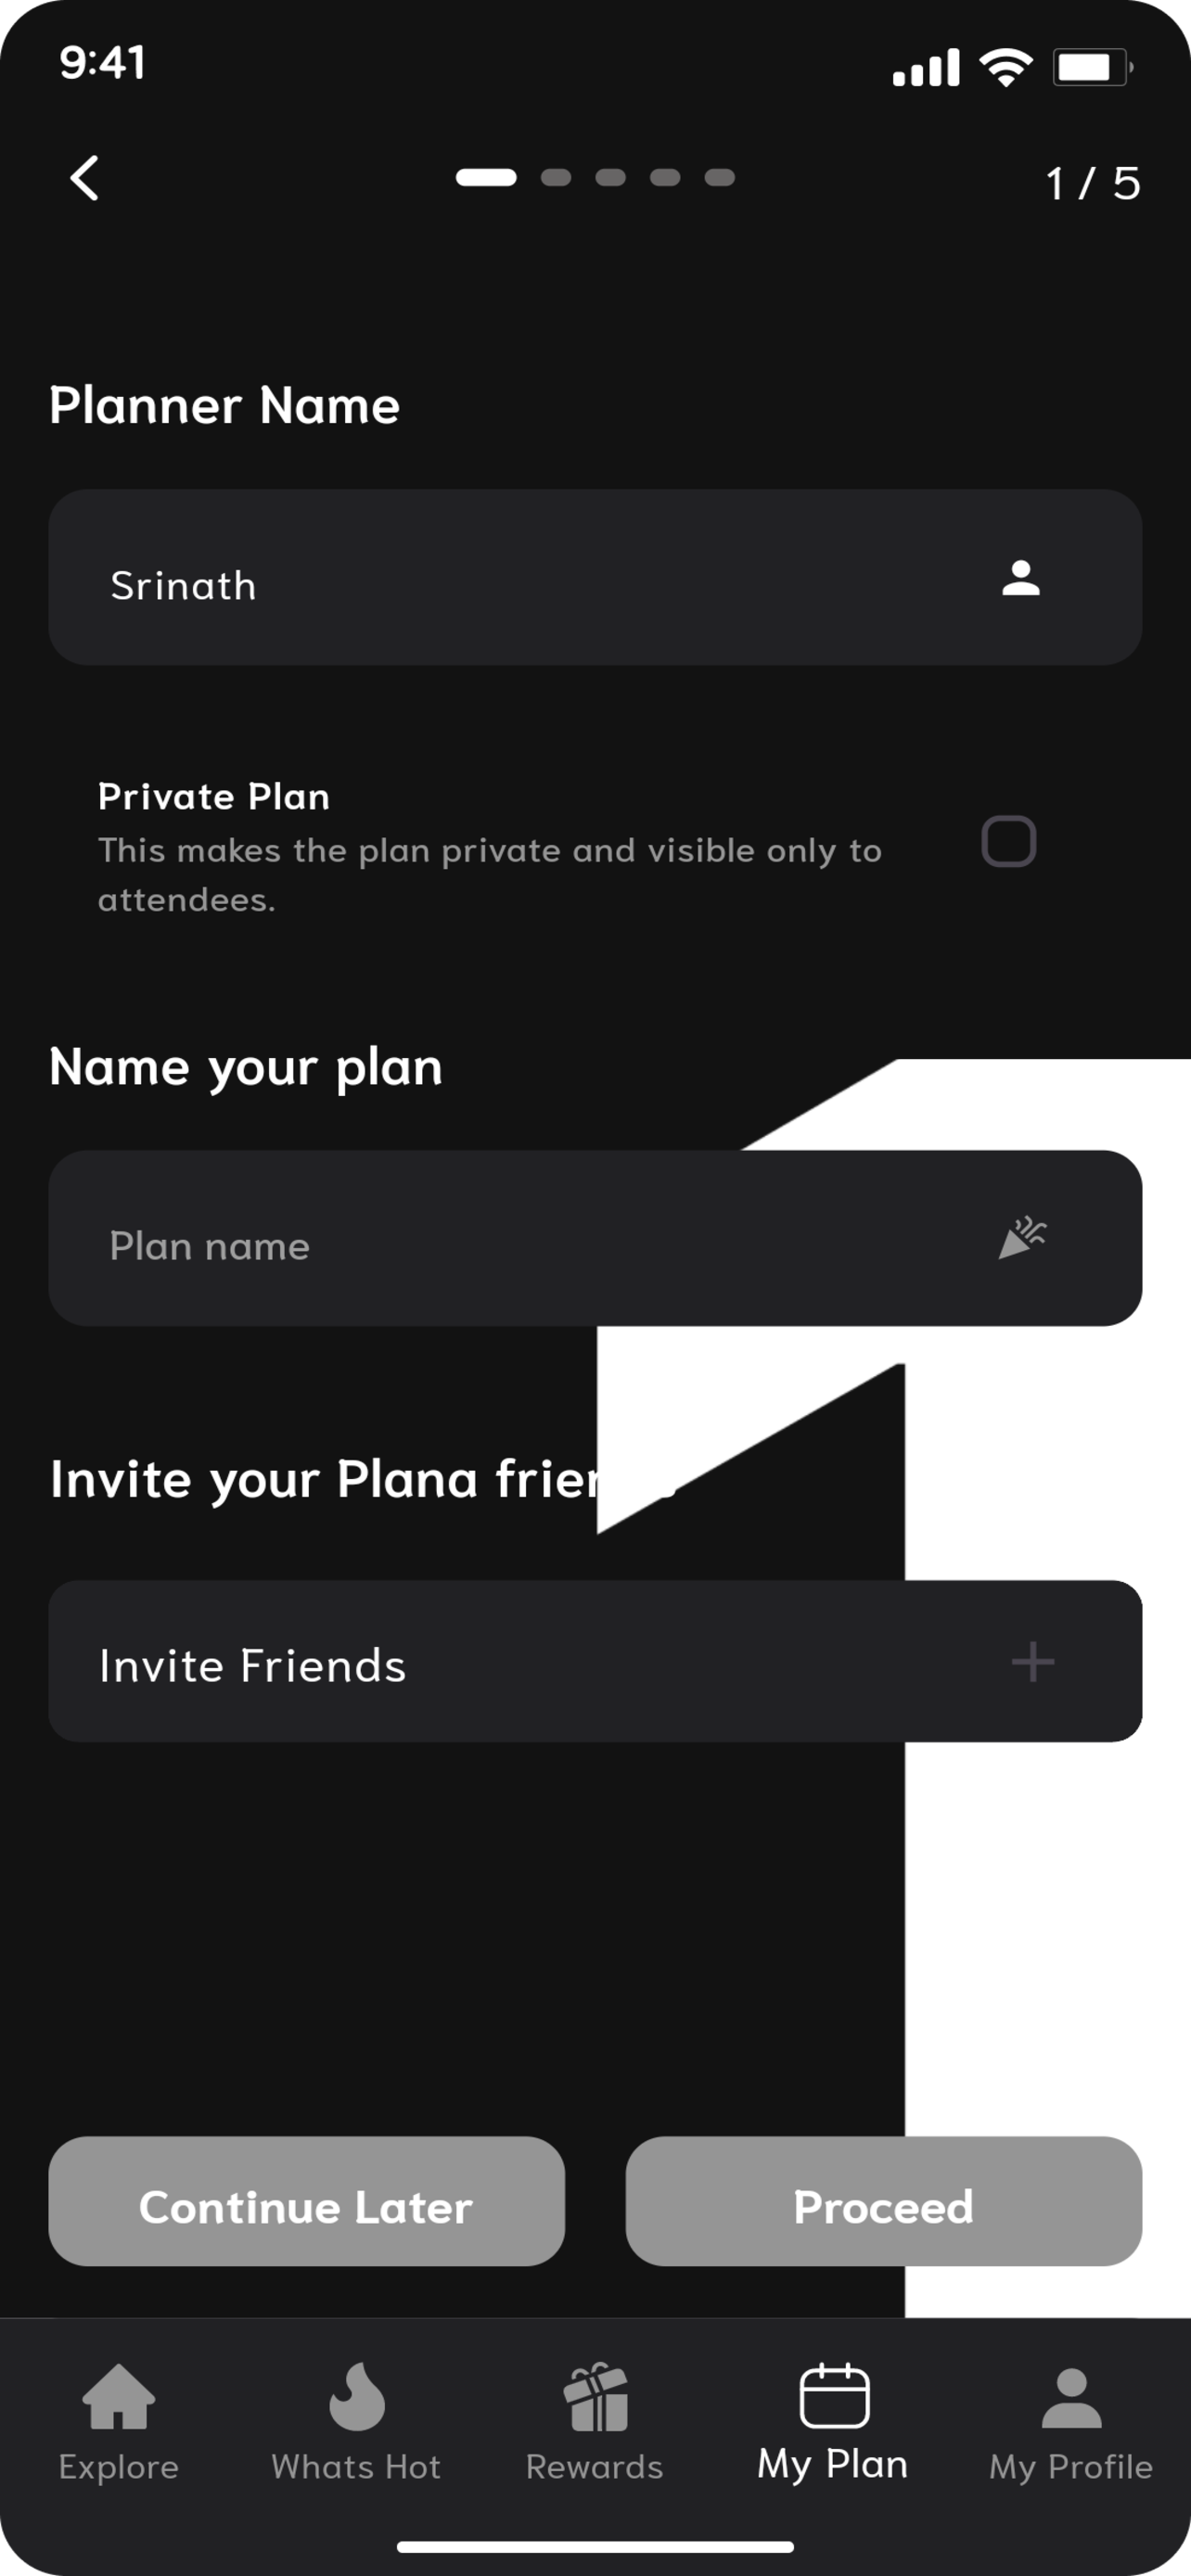 9:41
1 / 5
Planner Name
Srinath
Private Plan
This makes the plan private and visible only to
attendees.
Name your plan
Plan name
Invite your Plana
Invite Friends
Continue Later
Proceed
Explore
Whats Hot
Rewards
My Plan
My Profile